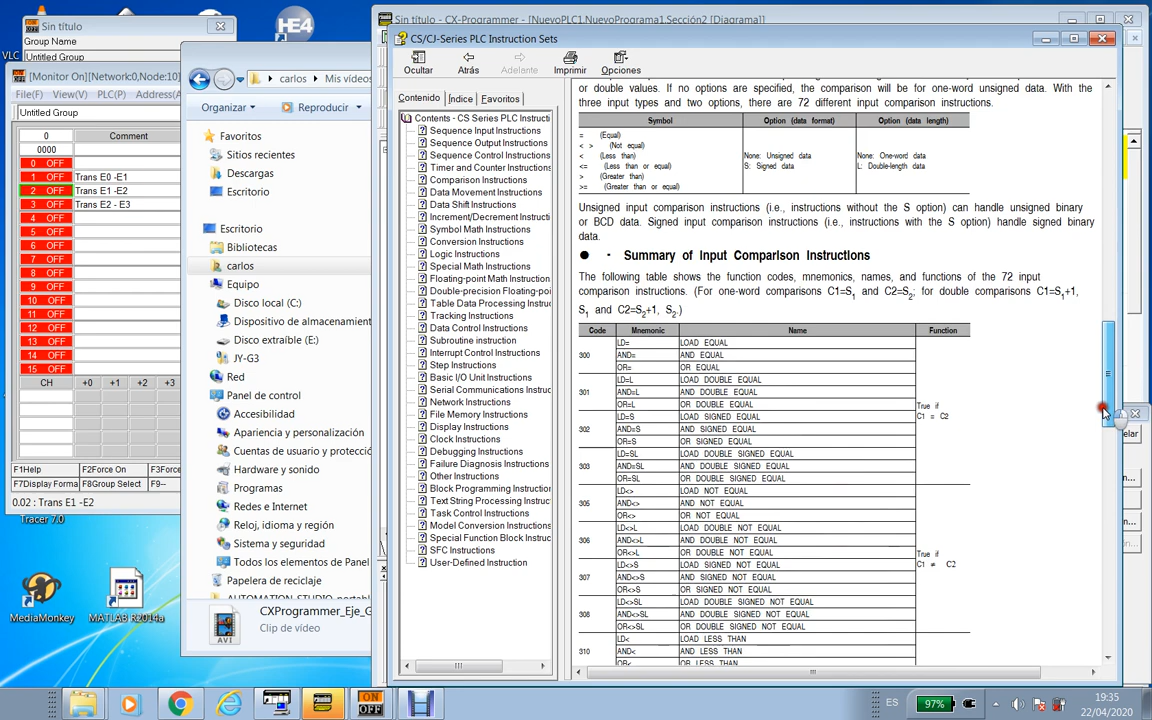 Sin título
Group Name
Untitled Group
VLC
HE4
[Monitor On][Network:0,Node:10]
File(F) View(V) PLC(P) Address(A
Untitled Group
0 Comment
0000
0 OFF
1 OFF Trans E0 -E1
2 OFF Trans E1 -E2
3 OFF Trans E2 - E3
4 OFF
5 OFF
6 OFF
7 OFF
8 OFF
9 OFF
10 OFF
11 OFF
12 OFF
13 OFF
14 OFF
15 OFF
CH +0 +1 +2 +3
F1Help F2Force On F3Force
F7Display Forma F8Group Select F9--
0.02 : Trans E1 -E2
Tracer 7.0
MediaMonkey
MATLAB R2014a
carlos Mis vídeos
Organizar Reproducir
Favoritos
Sitios recientes
Descargas
Escritorio
Escritorio
Bibliotecas
carlos
Equipo
Disco local (C:)
Dispositivo de almacenamient
Disco extraíble (E:)
JY-G3
Red
Panel de control
Accesibilidad
Apariencia y personalización
Cuentas de usuario y protecció
Hardware y sonido
Programas
Redes e Internet
Reloj, idioma y región
Sistema y seguridad
Todos los elementos de Panel
Papelera de reciclaje
CXProgrammer_Eje_G
Clip de vídeo
AVI
Sin título - CX-Programmer - [NuevoPLC1.NuevoPrograma1.Sección2 [Diagrama]]
CS/CJ-Series PLC Instruction Sets
Ocultar Atrás Adelante Imprimir Opciones
Contenido Índice Favoritos
Contents - CS Series PLC Instructi
Sequence Input Instructions
Sequence Output Instructions
Sequence Control Instructions
Timer and Counter Instructions
Comparison Instructions
Data Movement Instructions
Data Shift Instructions
Increment/Decrement Instructi
Symbol Math Instructions
Conversion Instructions
Logic Instructions
Special Math Instructions
Floating-point Math Instruction
Double-precision Floating-poi
Table Data Processing Instruc
Tracking Instructions
Data Control Instructions
Subroutine instruction
Interrupt Control Instructions
Step Instructions
Basic I/O Unit Instructions
Serial Communications Instruc
Network Instructions
File Memory Instructions
Display Instructions
Clock Instructions
Debugging Instructions
Failure Diagnosis Instructions
Other Instructions
Block Programming Instruction
Text String Processing Instruc
Task Control Instructions
Model Conversion Instructions
Special Function Block Instruc
SFC Instructions
User-Defined Instruction
or double values. If no options are specified, the comparison will be for one-word unsigned data. With the
three input types and two options, there are 72 different input comparison instructions.
Symbol Option (data format) Option (data length)
= (Equal)
< > (Not equal)
< (Less than)
<= (Less than or equal)
> (Greater than)
>= (Greater than or equal)
None: Unsigned data
S: Signed data
None: One-word data
L: Double-length data
Unsigned input comparison instructions (i.e., instructions without the S option) can handle unsigned binary
or BCD data. Signed input comparison instructions (i.e., instructions with the S option) handle signed binary
data.
● · Summary of Input Comparison Instructions
The following table shows the function codes, mnemonics, names, and functions of the 72 input
comparison instructions. (For one-word comparisons C1=S1 and C2=S2; for double comparisons C1=S1+1,
S1 and C2=S2+1, S2.)
Code Mnemonic Name Function
300 LD= LOAD EQUAL
AND= AND EQUAL
OR= OR EQUAL
301 LD=L LOAD DOUBLE EQUAL
AND=L AND DOUBLE EQUAL
OR=L OR DOUBLE EQUAL
302 LD=S LOAD SIGNED EQUAL
AND=S AND SIGNED EQUAL
OR=S OR SIGNED EQUAL
303 LD=SL LOAD DOUBLE SIGNED EQUAL
AND=SL AND DOUBLE SIGNED EQUAL
OR=SL OR DOUBLE SIGNED EQUAL
True if
C1 = C2
305 LD<> LOAD NOT EQUAL
AND<> AND NOT EQUAL
OR<> OR NOT EQUAL
306 LD<>L LOAD DOUBLE NOT EQUAL
AND<>L AND DOUBLE NOT EQUAL
OR<>L OR DOUBLE NOT EQUAL
307 LD<>S LOAD SIGNED NOT EQUAL
AND<>S AND SIGNED NOT EQUAL
OR<>S OR SIGNED NOT EQUAL
308 LD<>SL LOAD DOUBLE SIGNED NOT EQUAL
AND<>SL AND DOUBLE SIGNED NOT EQUAL
OR<>SL OR DOUBLE SIGNED NOT EQUAL
True if
C1 ≠ C2
310 LD< LOAD LESS THAN
AND< AND LESS THAN
OR< OR LESS THAN
elar
n...
n...
ON
OFF
ES 97% 19:35
22/04/2020